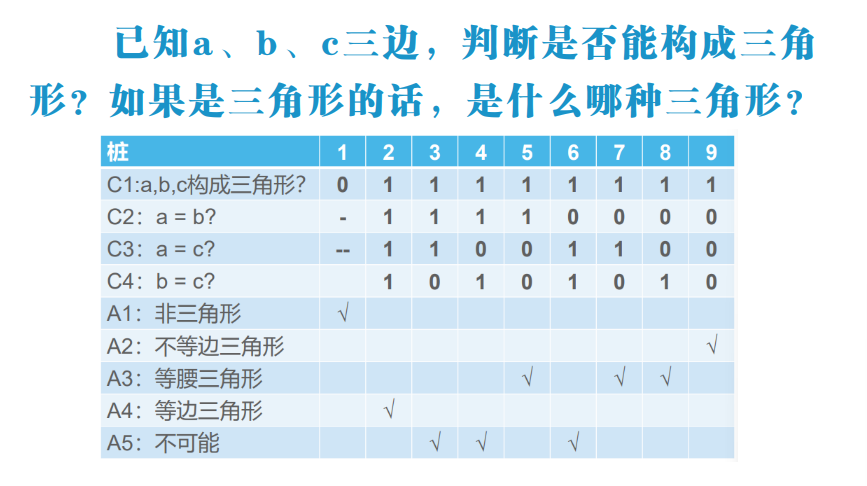 已知a、b、c三边，判断是否能构成三角
形？如果是三角形的话，是什么哪种三角形？
桩 1 2 3 4 5 6 7 8 9
C1:a,b,c构成三角形? 0 1 1 1 1 1 1 1 1
C2：a = b? - 1 1 1 1 0 0 0 0
C3：a = c? -- 1 1 0 0 1 1 0 0
C4：b = c? 1 0 1 0 1 0 1 0
A1：非三角形 √
A2：不等边三角形 √
A3：等腰三角形 √ √ √
A4：等边三角形 √
A5：不可能 √ √ √